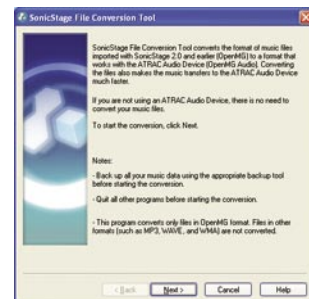 SonicStage File Conversion Tool
SonicStage File Conversion Tool converts the format of music files
imported with SonicStage 2.0 and earlier (OpenMG) to a format that
works with the ATRAC Audio Device (OpenMG Audio). Converting
the files also makes the music transfers to the ATRAC Audio Device
much faster.
If you are not using an ATRAC Audio Device, there is no need to
convert your music files.
To start the conversion, click Next.
Notes:
- Back up all your music data using the appropriate backup tool
before starting the conversion.
- Quit all other programs before starting the conversion.
- This program converts only files in OpenMG format. Files in other
formats (such as MP3, WAVE, and WMA) are not converted.
< Back
Next >
Cancel
Help